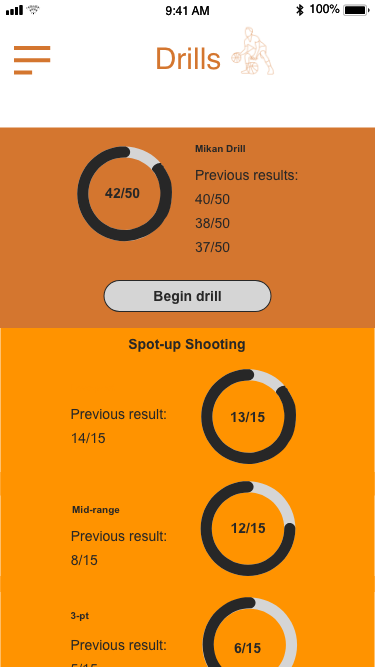 9:41 AM
100%
Drills
Mikan Drill
42/50
Previous results:
40/50
38/50
37/50
Begin drill
Spot-up Shooting
13/15
Previous result:
14/15
Mid-range
12/15
Previous result:
8/15
3-pt
Previous result:
6/15
5/15